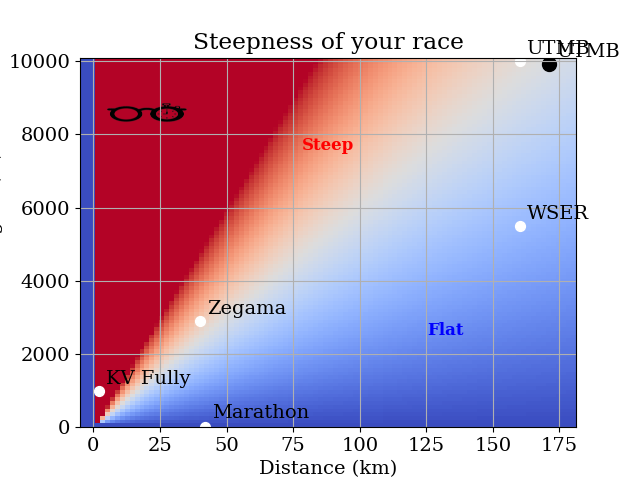 Steepness of your race
UTMB
UTMB
10000
8000
Steep
6000
WSER
4000
Zegama
Flat
2000
KV Fully
Marathon
0
0 25 50 75 100 125 150 175
Distance (km)